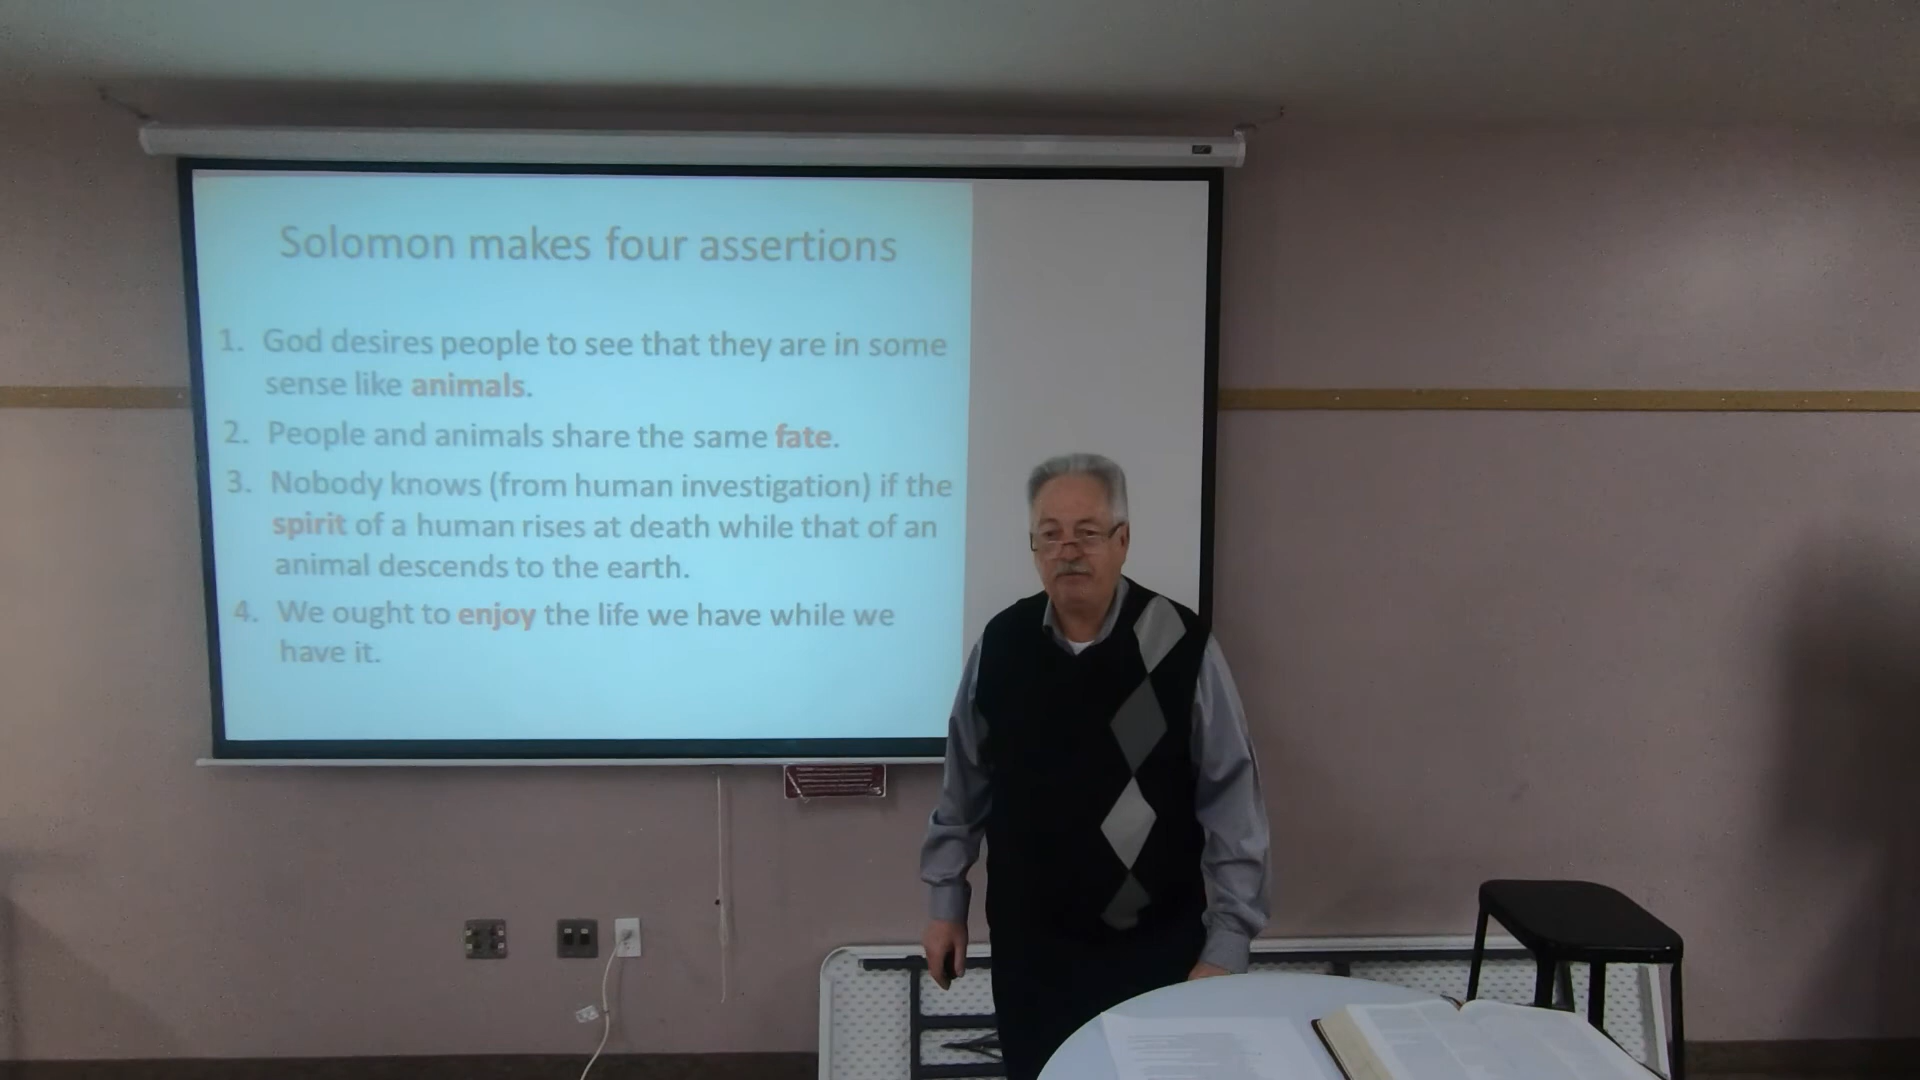 Solomon makes four assertions
1. God desires people to see that they are in some
sense like animals.
2. People and animals share the same fate.
3. Nobody knows (from human investigation) if the
spirit of a human rises at death while that of an
animal descends to the earth.
4. We ought to enjoy the life we have while we
have it.